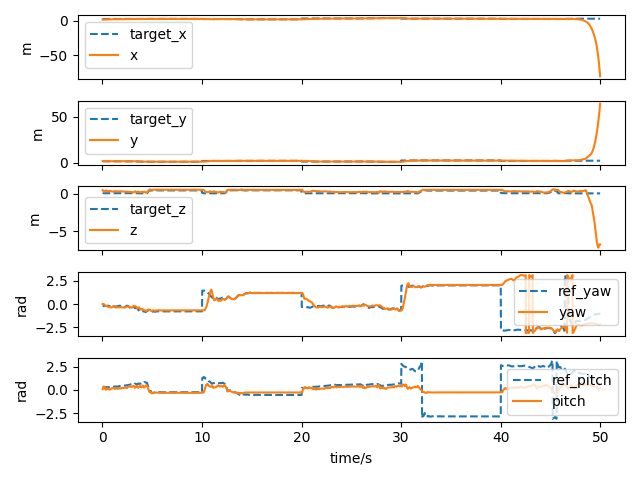 0
−50
m
target_x
x
50
0
m
target_y
y
0
−5
m
target_z
z
2.5
0.0
−2.5
rad
ref_yaw
yaw
2.5
0.0
−2.5
rad
ref_pitch
pitch
0 10 20 30 40 50
time/s